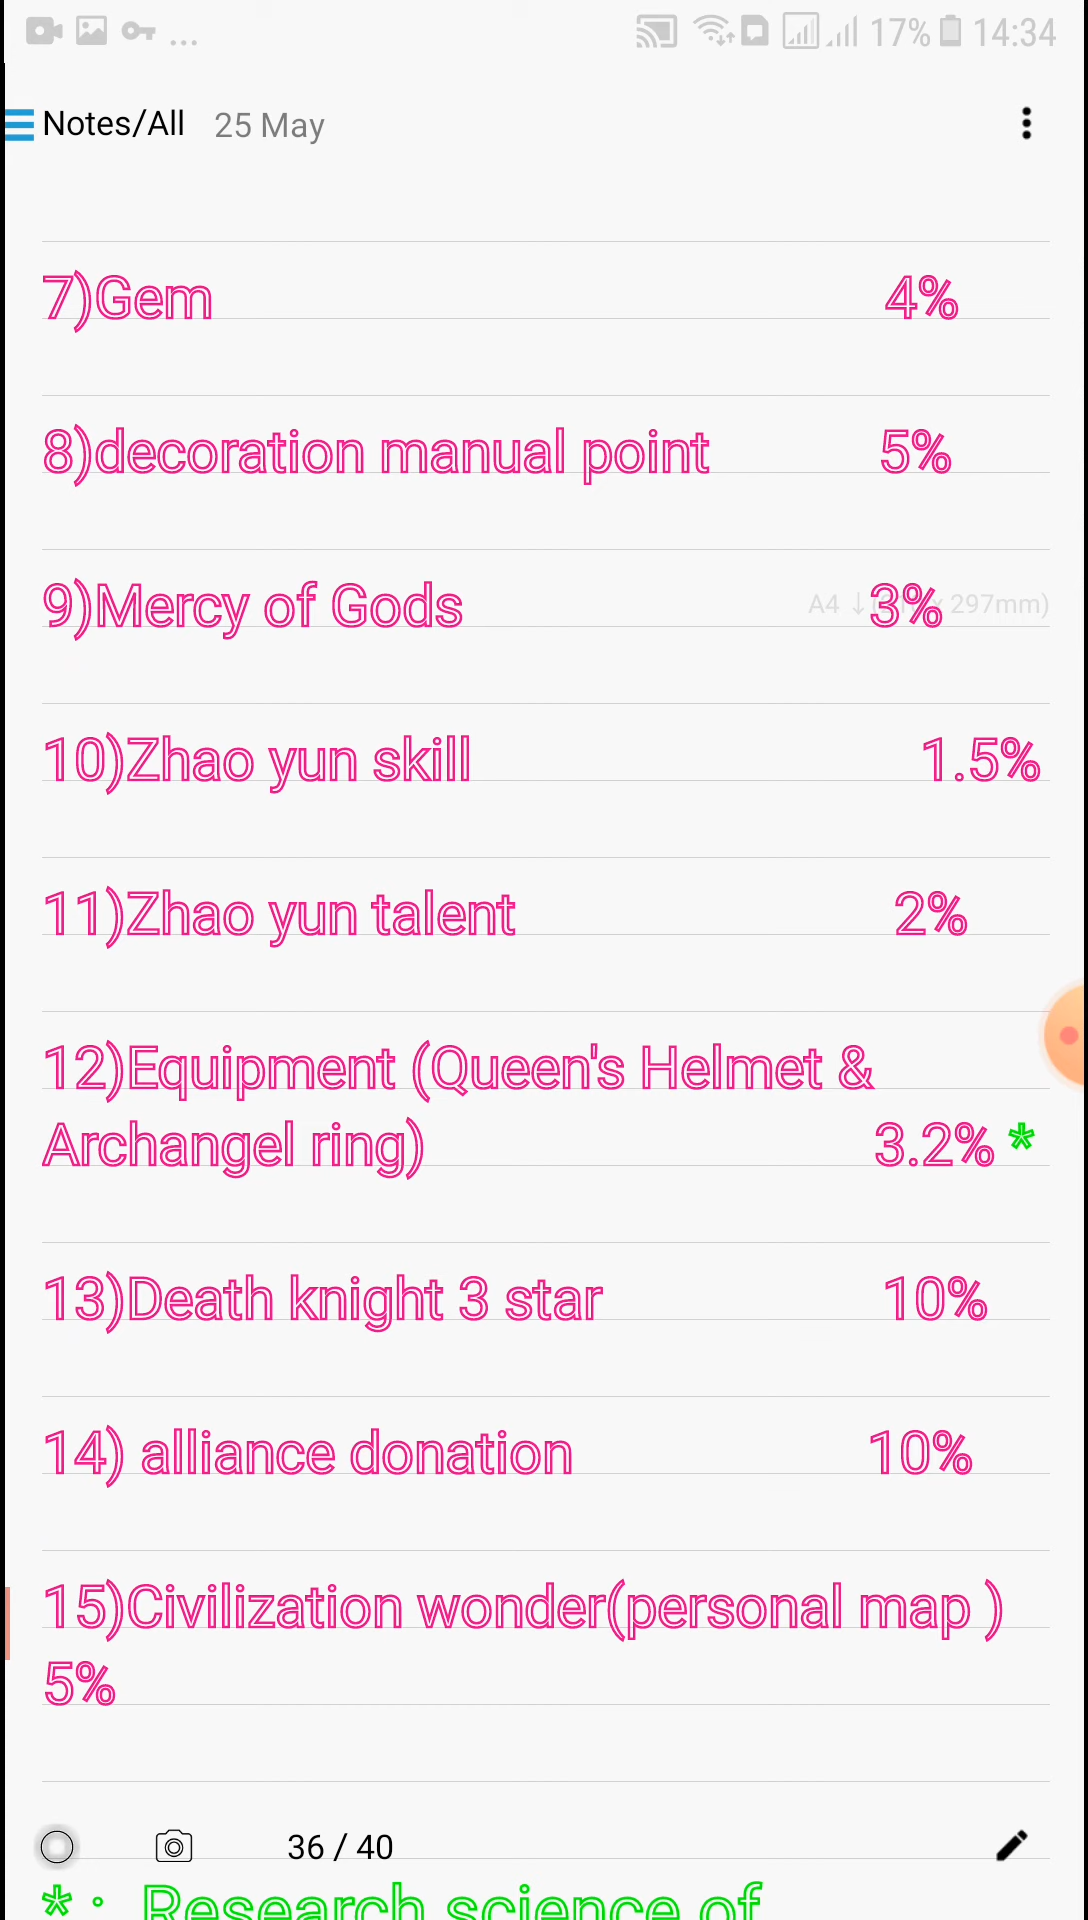 ... 17% 14:34
Notes/All 25 May
7)Gem 4%
8)decoration manual point 5%
9)Mercy of Gods 3%
A4 ↓ 297mm)
10)Zhao yun skill 1.5%
11)Zhao yun talent 2%
12)Equipment (Queen's Helmet &
Archangel ring) 3.2% *
13)Death knight 3 star 10%
14) alliance donation 10%
15)Civilization wonder(personal map )
5%
36 / 40
* : Research science of